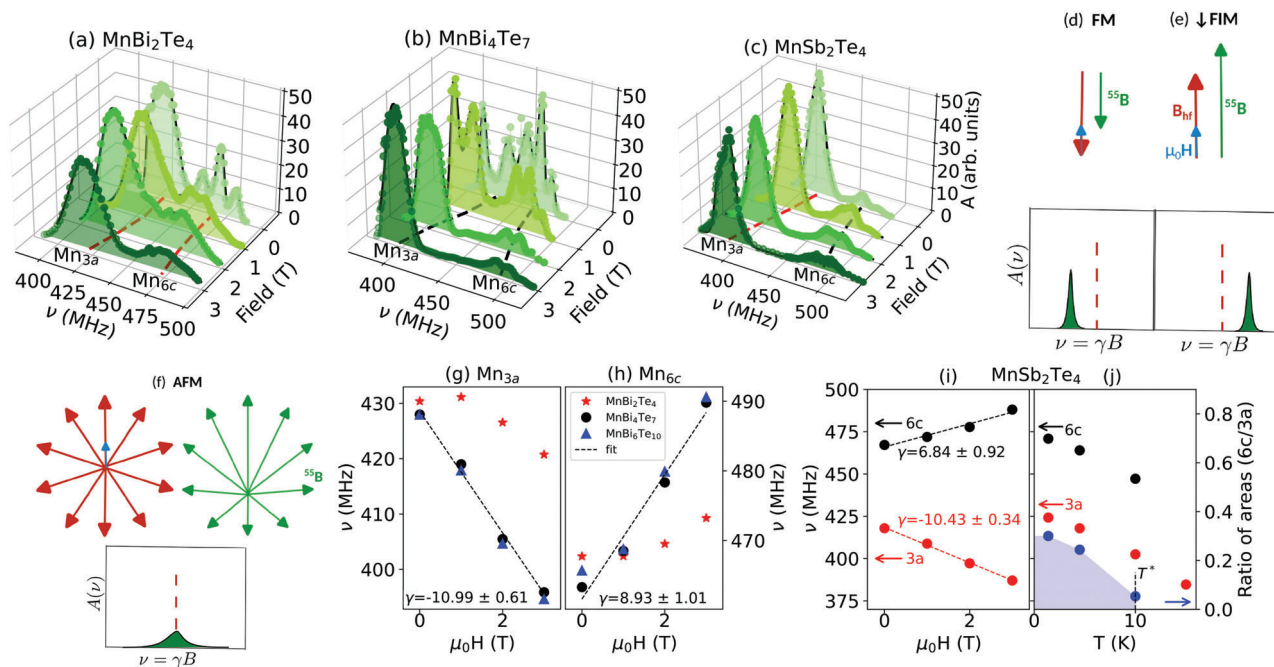 (a) MnBi₂Te₄
50
40
30
20
10
0
0
1
2
3
Field (T)
400
425
450
475
500
ν (MHz)
Mn₃ₐ
Mn₆c
(b) MnBi₄Te₇
50
40
30
20
10
0
0
1
2
3
Field (T)
400
450
500
ν (MHz)
Mn₃ₐ
Mn₆c
(c) MnSb₂Te₄
50
40
30
20
10
0
A (arb. units)
0
1
2
3
Field (T)
400
450
500
ν (MHz)
Mn₃ₐ
Mn₆c
(d) FM
⁵⁵B
(e) ↓FIM
B_hf
μ₀H
⁵⁵B
A(ν)
ν = γB
ν = γB
(f) AFM
⁵⁵B
A(ν)
ν = γB
(g) Mn₃ₐ
430
420
410
400
ν (MHz)
γ=-10.99 ± 0.61
0
2
μ₀H (T)
(h) Mn₆c
MnBi₂Te₄
MnBi₄Te₇
MnBi₆Te₁₀
fit
490
480
470
ν (MHz)
γ=8.93 ± 1.01
0
2
μ₀H (T)
(i) MnSb₂Te₄ (j)
500
475
450
425
400
375
ν (MHz)
6c
γ=6.84 ± 0.92
γ=-10.43 ± 0.34
3a
0
2
μ₀H (T)
6c
3a
T*
0
10
T (K)
0.8
0.6
0.4
0.2
0.0
Ratio of areas (6c/3a)